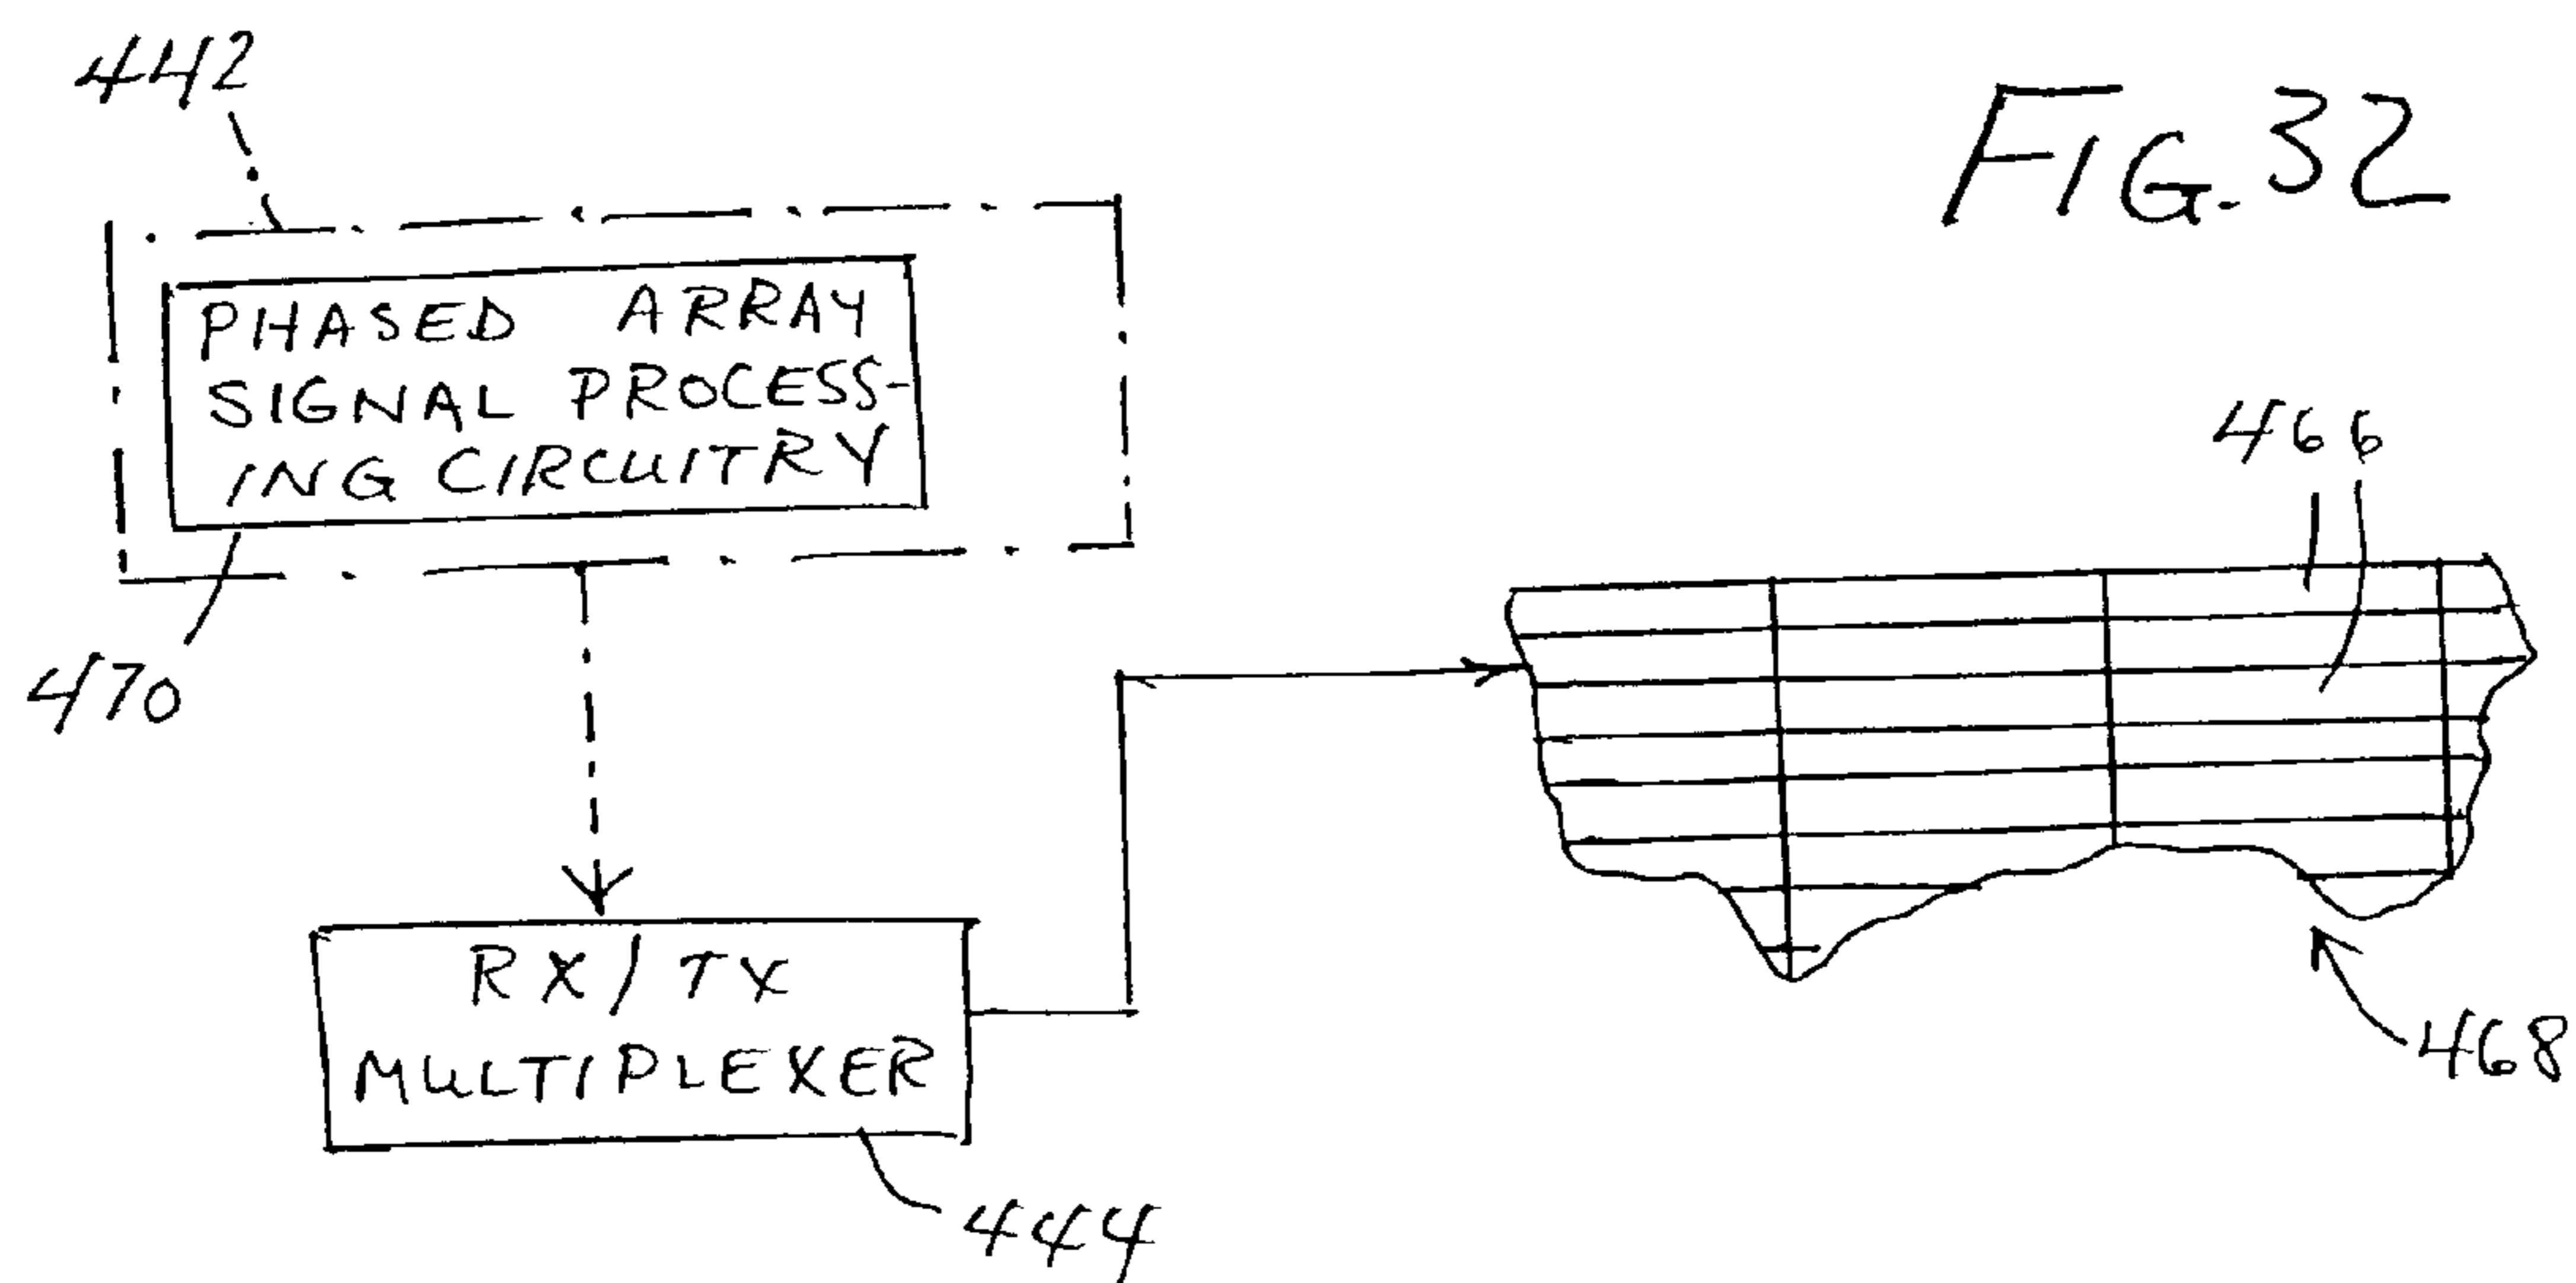 442
FIG. 32
PHASED ARRAY
SIGNAL PROCESS-
ING CIRCUITRY
466
470
RX/TX
MULTIPLEXER
468
444